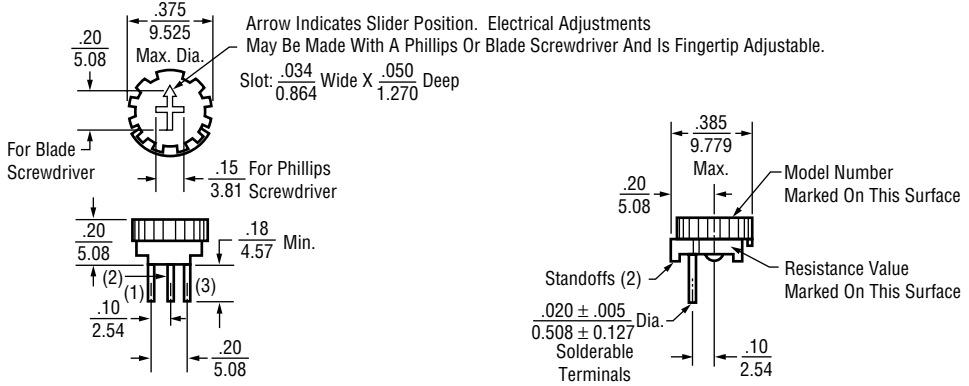 .375
9.525
Max. Dia.
Arrow Indicates Slider Position.  Electrical Adjustments
May Be Made With A Phillips Or Blade Screwdriver And Is Fingertip Adjustable.
.20
5.08
Slot: .034 Wide X .050 Deep
0.864 1.270
For Blade
Screwdriver
.15 For Phillips
3.81 Screwdriver
.20
5.08
.18 Min.
4.57
(2)
(1)
(3)
.10
2.54
.20
5.08
.385
9.779
Max.
.20
5.08
Model Number
Marked On This Surface
Standoffs (2)
Resistance Value
Marked On This Surface
.020 ± .005 Dia.
0.508 ± 0.127
Solderable
Terminals
.10
2.54